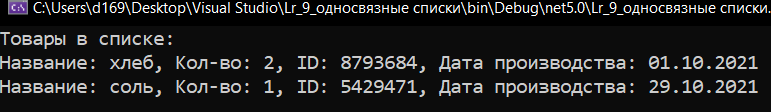 C:\Users\d169\Desktop\Visual Studio\Lr_9_односвязные списки\bin\Debug\net5.0\Lr_9_односвязные списки.
Товары в списке:
Название: хлеб, Кол-во: 2, ID: 8793684, Дата производства: 01.10.2021
Название: соль, Кол-во: 1, ID: 5429471, Дата производства: 29.10.2021